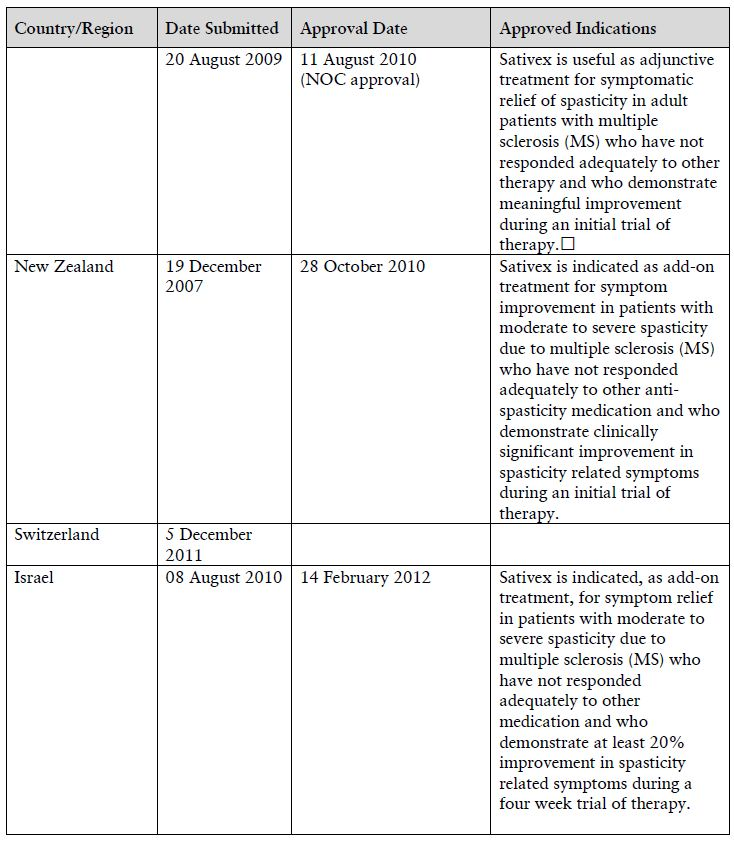 Country/Region Date Submitted Approval Date Approved Indications
20 August 2009 11 August 2010
(NOC approval)
Sativex is useful as adjunctive
treatment for symptomatic
relief of spasticity in adult
patients with multiple
sclerosis (MS) who have not
responded adequately to other
therapy and who demonstrate
meaningful improvement
during an initial trial of
therapy.□
New Zealand 19 December
2007
28 October 2010
Sativex is indicated as add-on
treatment for symptom
improvement in patients with
moderate to severe spasticity
due to multiple sclerosis (MS)
who have not responded
adequately to other anti-
spasticity medication and who
demonstrate clinically
significant improvement in
spasticity related symptoms
during an initial trial of
therapy.
Switzerland 5 December
2011
Israel 08 August 2010 14 February 2012
Sativex is indicated, as add-on
treatment, for symptom relief
in patients with moderate to
severe spasticity due to
multiple sclerosis (MS) who
have not responded
adequately to other
medication and who
demonstrate at least 20%
improvement in spasticity
related symptoms during a
four week trial of therapy.